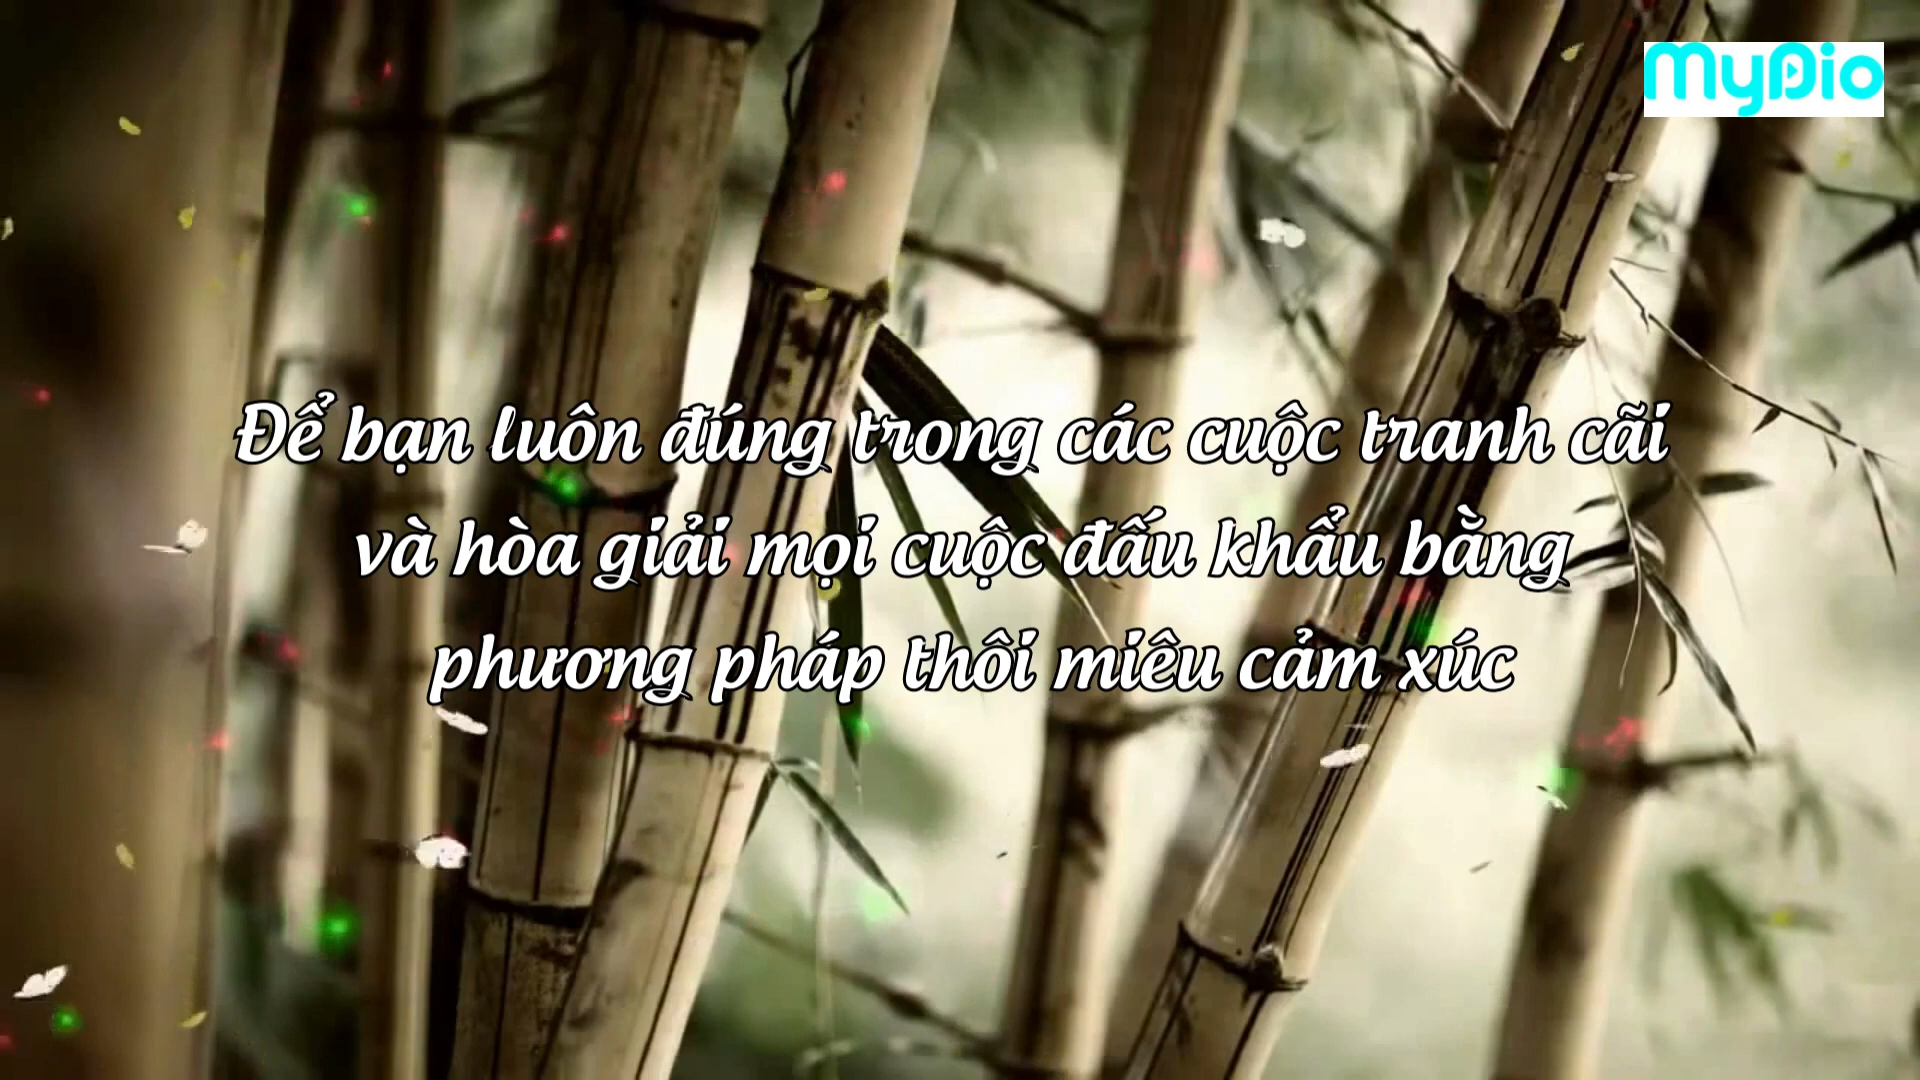 MyDio
Để bạn luôn đúng trong các cuộc tranh cãi
và hòa giải mọi cuộc đấu khẩu bằng
phương pháp thôi miêu cảm xúc